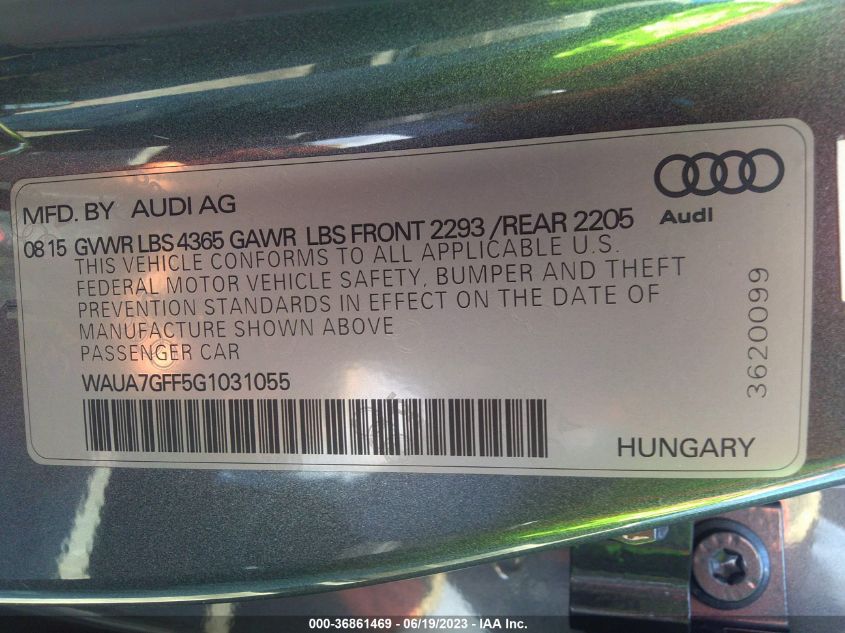 MFD. BY AUDI AG
Audi
08 15 GVWR LBS 4365 GAWR LBS FRONT 2293 /REAR 2205
THIS VEHICLE CONFORMS TO ALL APPLICABLE U.S.
FEDERAL MOTOR VEHICLE SAFETY, BUMPER AND THEFT
PREVENTION STANDARDS IN EFFECT ON THE DATE OF
MANUFACTURE SHOWN ABOVE
PASSENGER CAR
WAUA7GFF5G1031055
HUNGARY
3620099
000-36861469 - 06/19/2023 - IAA Inc.